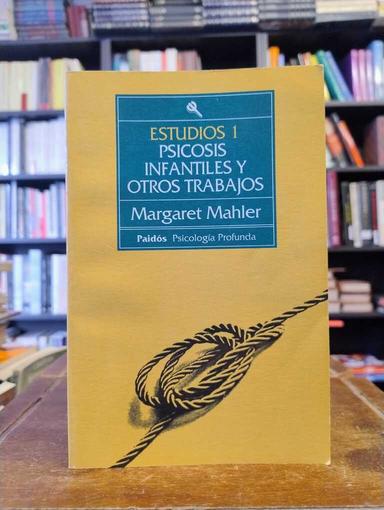 ESTUDIOS 1
PSICOSIS
INFANTILES Y
OTROS TRABAJOS
Margaret Mahler
Paidós Psicología Profunda